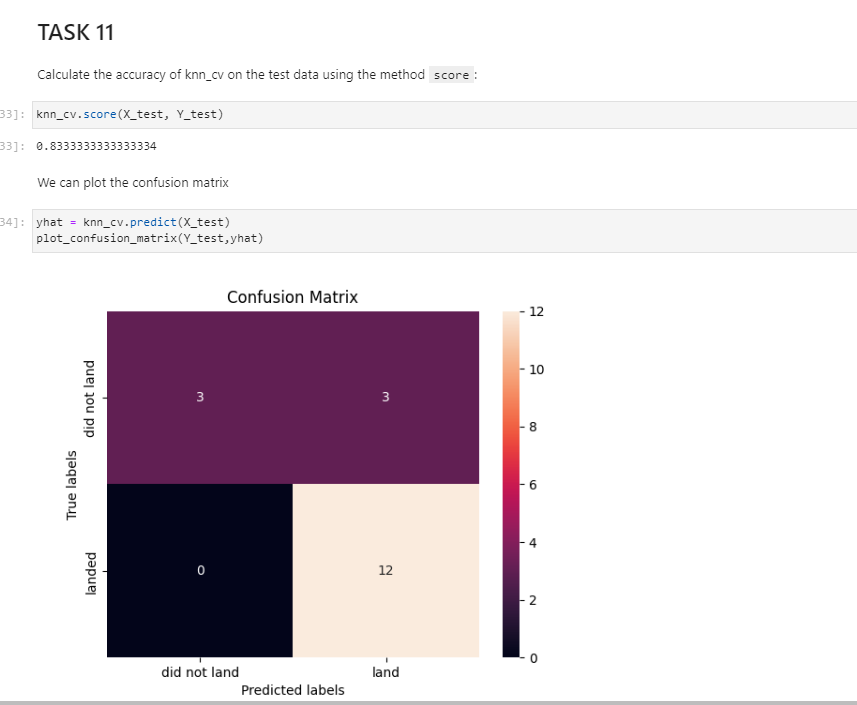 TASK 11
Calculate the accuracy of knn_cv on the test data using the method score :
33]: knn_cv.score(X_test, Y_test)
33]: 0.8333333333333334
We can plot the confusion matrix
34]: yhat = knn_cv.predict(X_test)
plot_confusion_matrix(Y_test,yhat)
Confusion Matrix
True labels
did not land
landed
3
3
0
12
did not land
land
Predicted labels
12
10
8
6
4
2
0